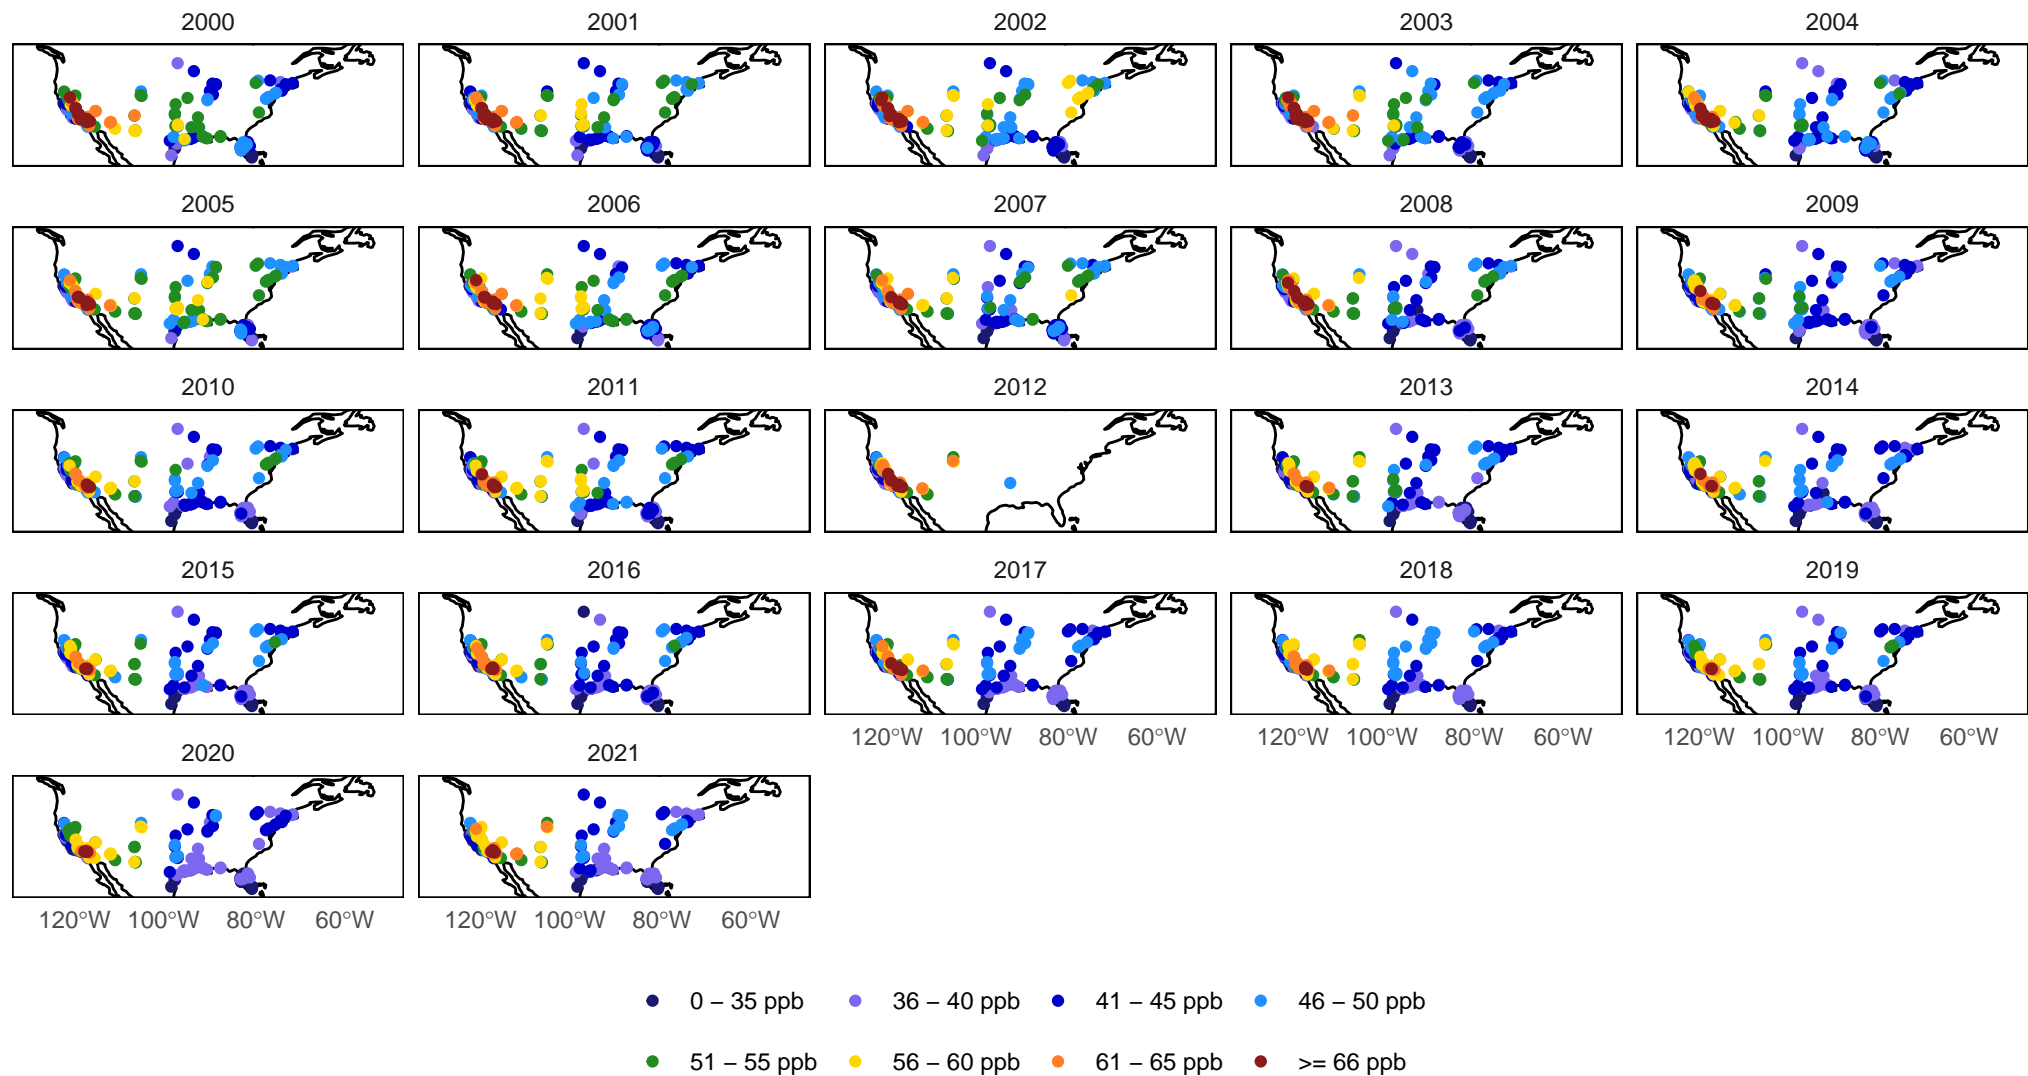 2000 2001 2002 2003 2004
2005 2006 2007 2008 2009
2010 2011 2012 2013 2014
2015 2016 2017 2018 2019
120°W 100°W 80°W 60°W 120°W 100°W 80°W 60°W 120°W 100°W 80°W 60°W
2020 2021
120°W 100°W 80°W 60°W 120°W 100°W 80°W 60°W
0 − 35 ppb 36 − 40 ppb 41 − 45 ppb 46 − 50 ppb
51 − 55 ppb 56 − 60 ppb 61 − 65 ppb >= 66 ppb